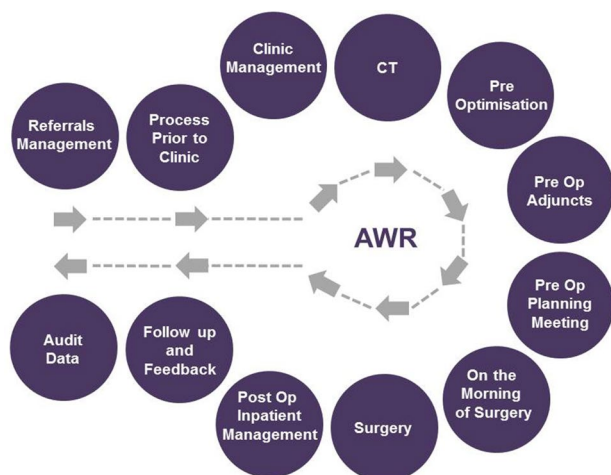 Referrals
Management
Process
Prior to
Clinic
Clinic
Management
CT
Pre
Optimisation
Pre Op
Adjuncts
Pre Op
Planning
Meeting
On the
Morning
of Surgery
Surgery
Post Op
Inpatient
Management
Follow up
and
Feedback
Audit
Data
AWR